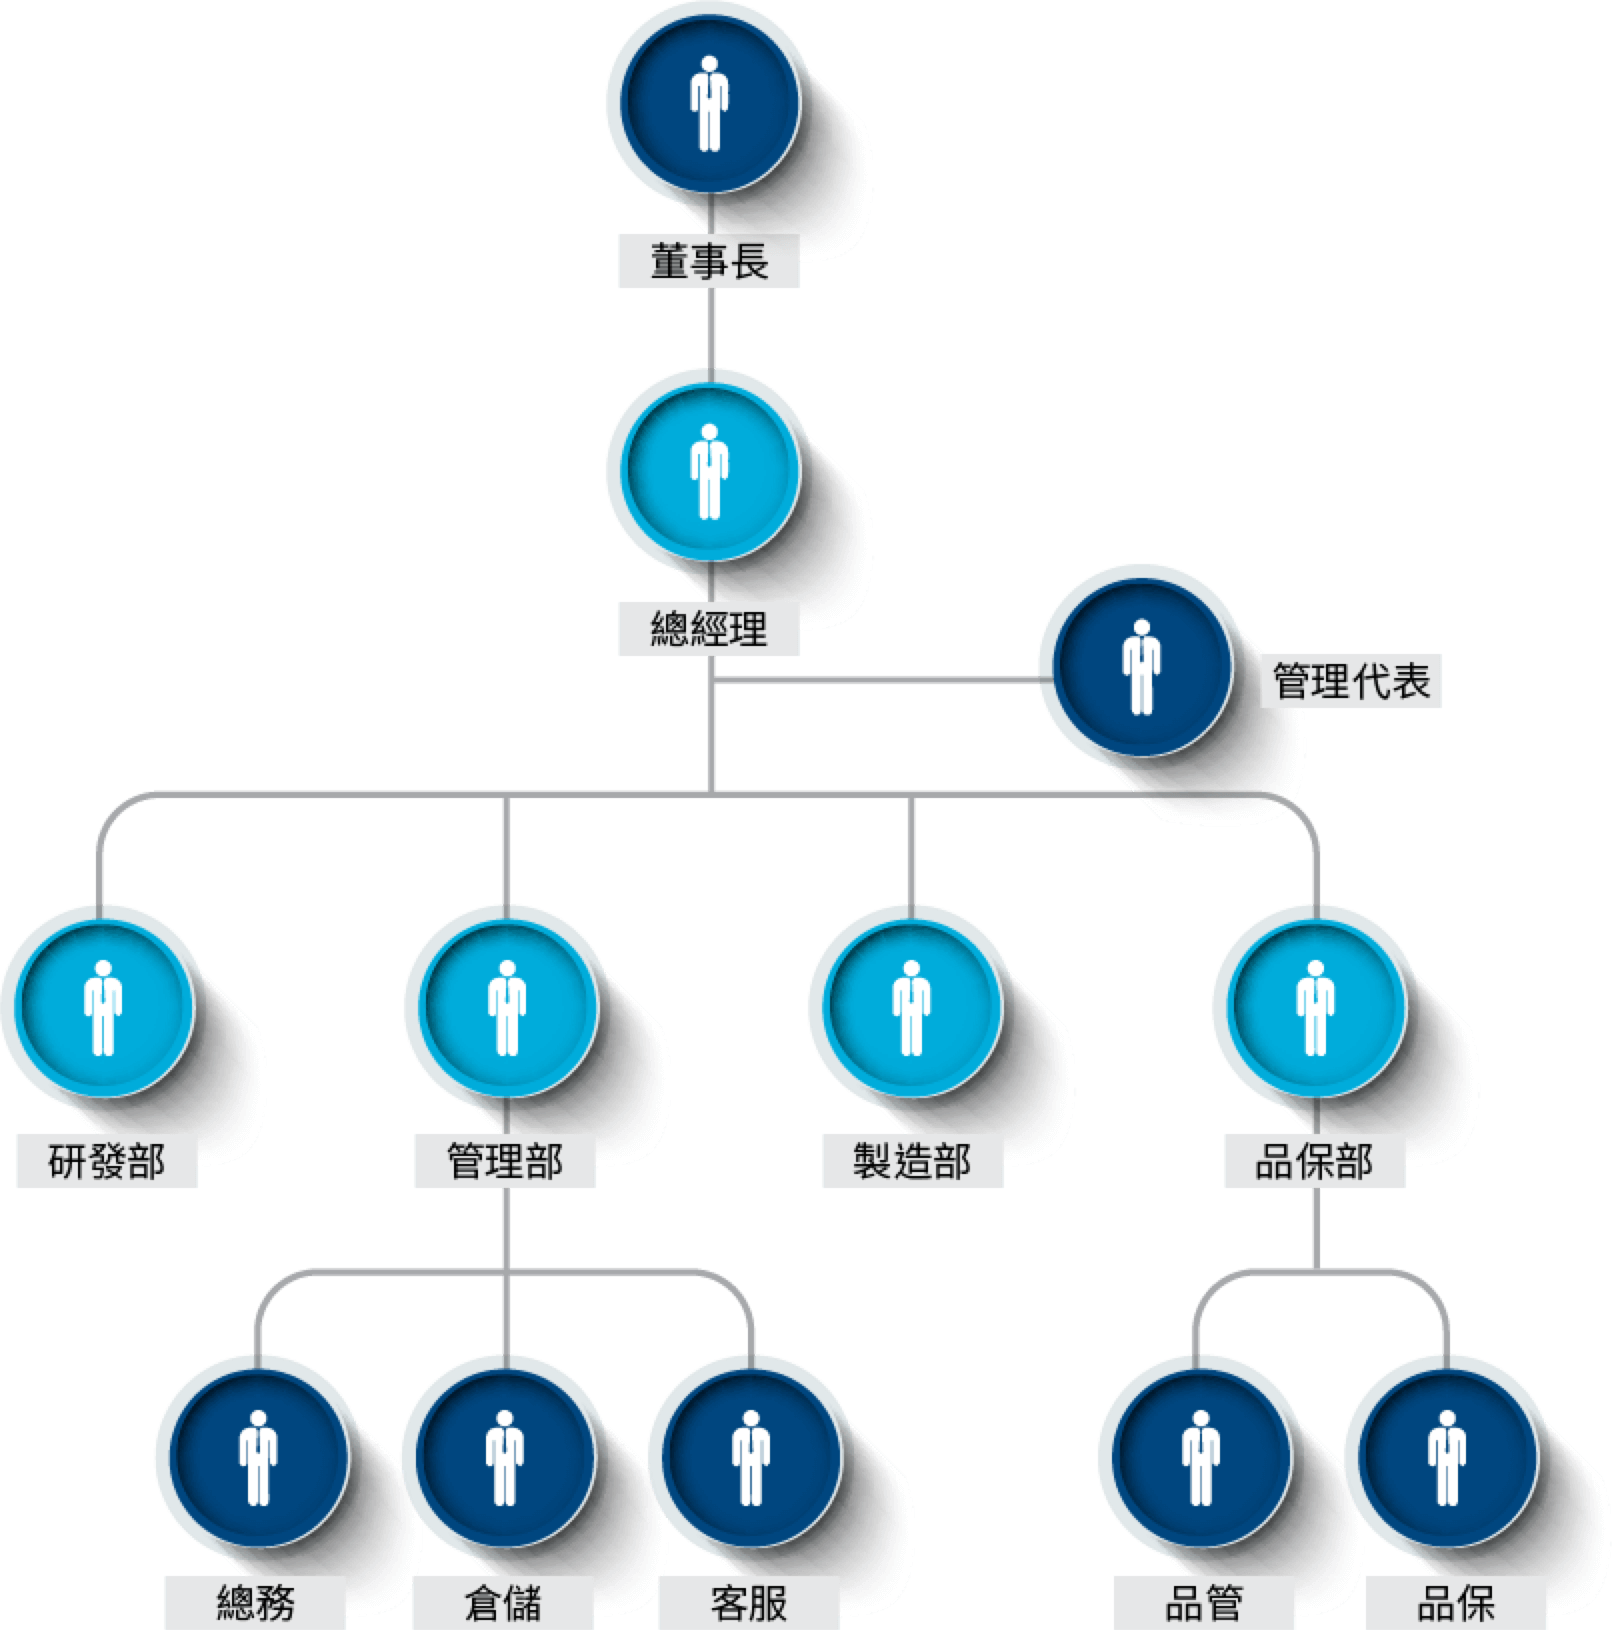 董事長
總經理
管理代表
研發部
管理部
製造部
品保部
總務
倉儲
客服
品管
品保